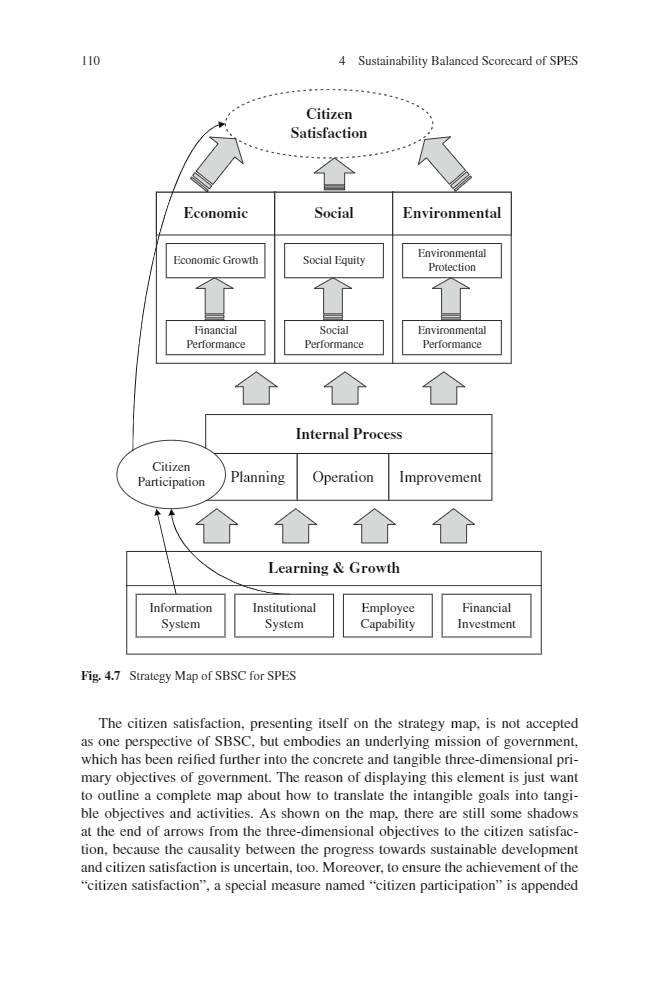 110
4 Sustainability Balanced Scorecard of SPES
Citizen
Satisfaction
Economic
Social
Environmental
Economic Growth
Social Equity
Environmental
Protection
Financial
Performance
Social
Performance
Environmental
Performance
Internal Process
Citizen
Participation
Planning
Operation
Improvement
Learning & Growth
Information
System
Institutional
System
Employee
Capability
Financial
Investment
Fig. 4.7 Strategy Map of SBSC for SPES
The citizen satisfaction, presenting itself on the strategy map, is not accepted
as one perspective of SBSC, but embodies an underlying mission of government,
which has been reified further into the concrete and tangible three-dimensional pri-
mary objectives of government. The reason of displaying this element is just want
to outline a complete map about how to translate the intangible goals into tangi-
ble objectives and activities. As shown on the map, there are still some shadows
at the end of arrows from the three-dimensional objectives to the citizen satisfac-
tion, because the causality between the progress towards sustainable development
and citizen satisfaction is uncertain, too. Moreover, to ensure the achievement of the
“citizen satisfaction”, a special measure named “citizen participation” is appended